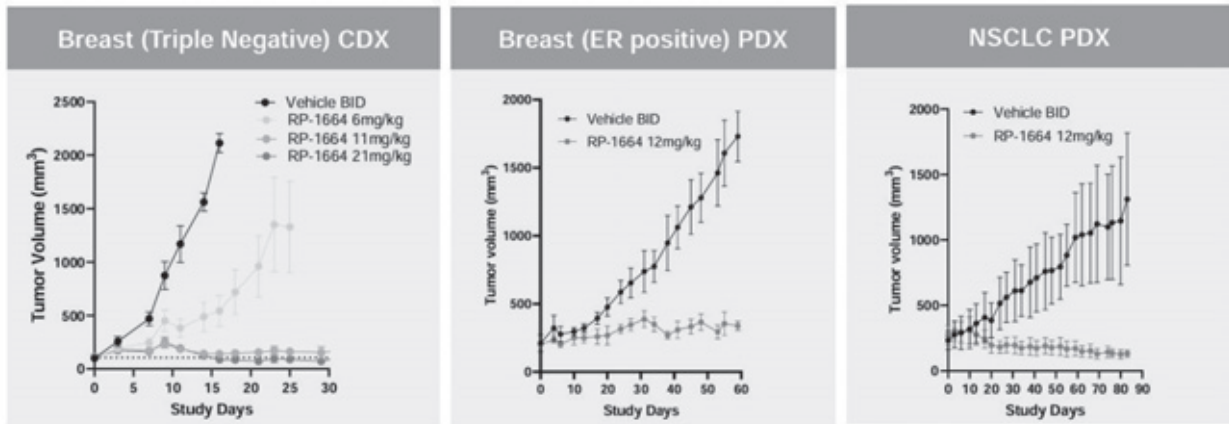 Breast (Triple Negative) CDX
Tumor Volume (mm³)
2500
2000
1500
1000
500
0
0 5 10 15 20 25 30
Study Days
Vehicle BID
RP-1664 6mg/kg
RP-1664 11mg/kg
RP-1664 21mg/kg
Breast (ER positive) PDX
Tumor volume (mm³)
2000
1500
1000
500
0
0 10 20 30 40 50 60
Study Days
Vehicle BID
RP-1664 12mg/kg
NSCLC PDX
Tumor volume (mm³)
2000
1500
1000
500
0
0 10 20 30 40 50 60 70 80 90
Study Days
Vehicle BID
RP-1664 12mg/kg